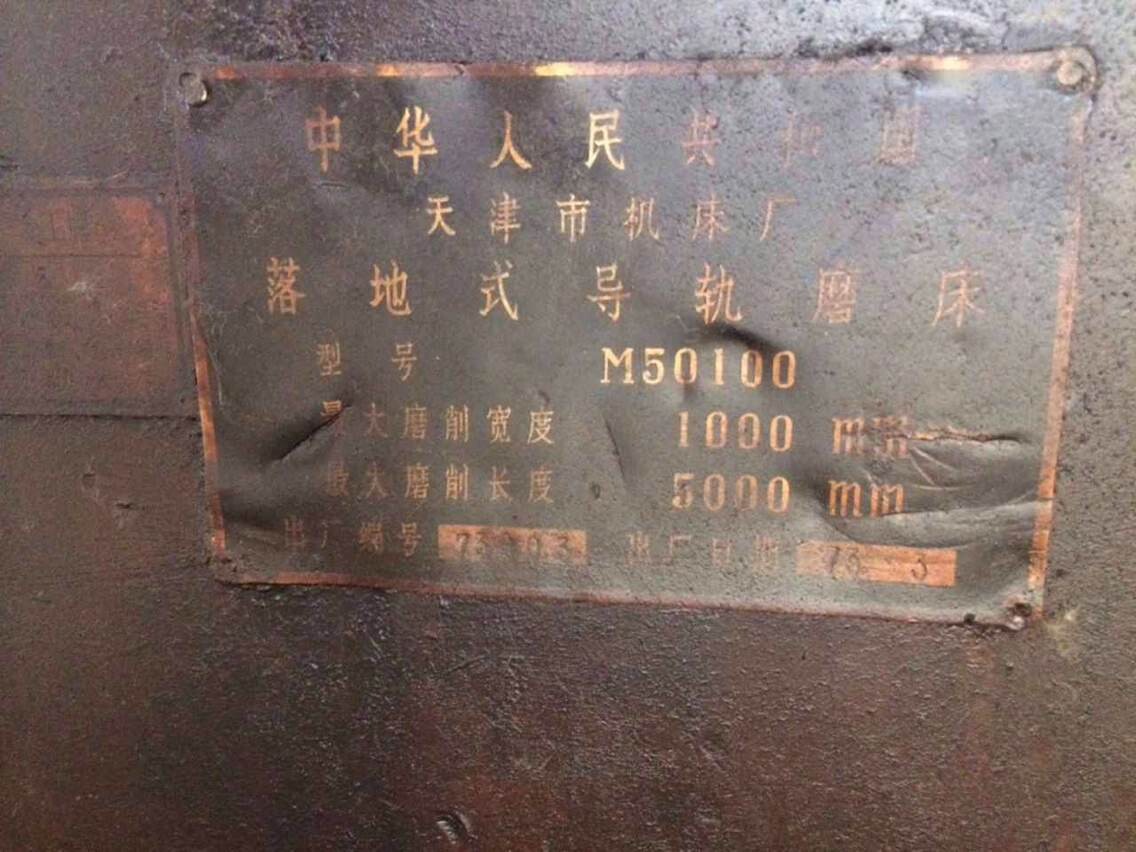 中华人民共和国
天津市机床厂
落地式导轨磨床
型号 M50100
最大磨削宽度 1000 mm
最大磨削长度 5000 mm
出厂编号 出厂日期